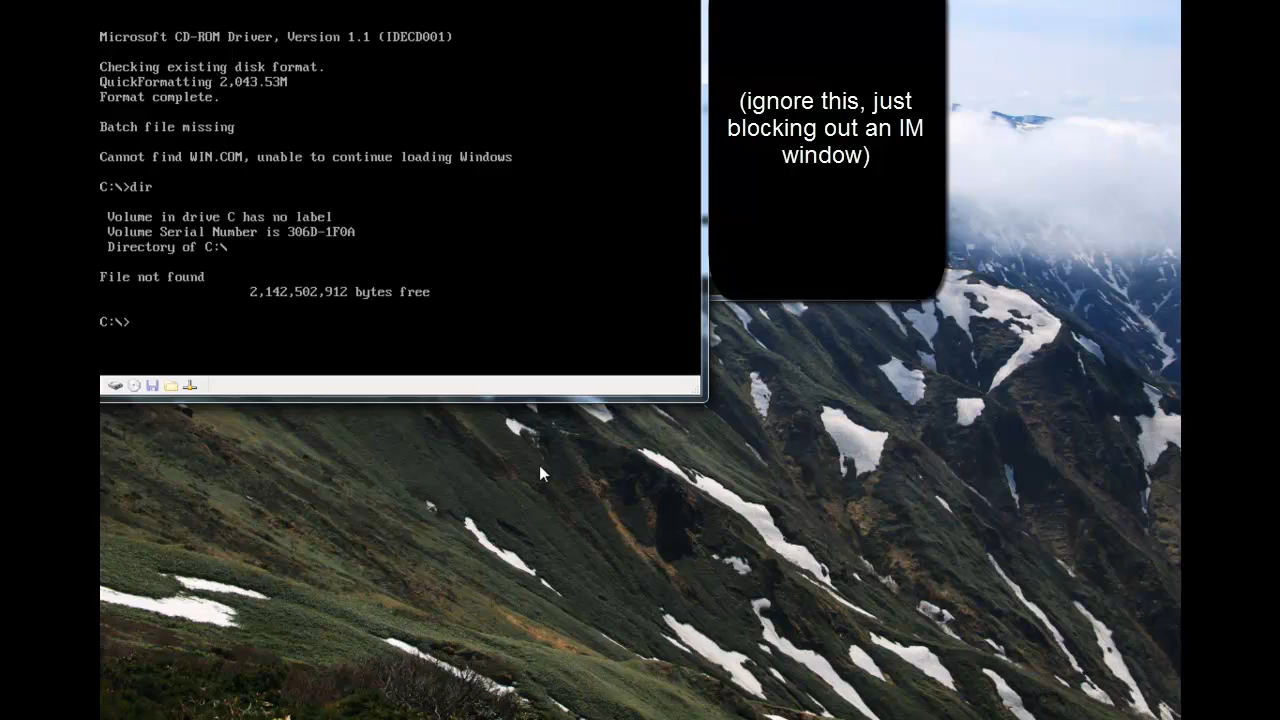 Microsoft CD-ROM Driver, Version 1.1 (IDECD001)
Checking existing disk format.
QuickFormatting 2,043.53M
Format complete.
Batch file missing
Cannot find WIN.COM, unable to continue loading Windows
C:\>dir
Volume in drive C has no label
Volume Serial Number is 306D-1F0A
Directory of C:\
File not found
2,142,502,912 bytes free
C:\>
(ignore this, just
blocking out an IM
window)